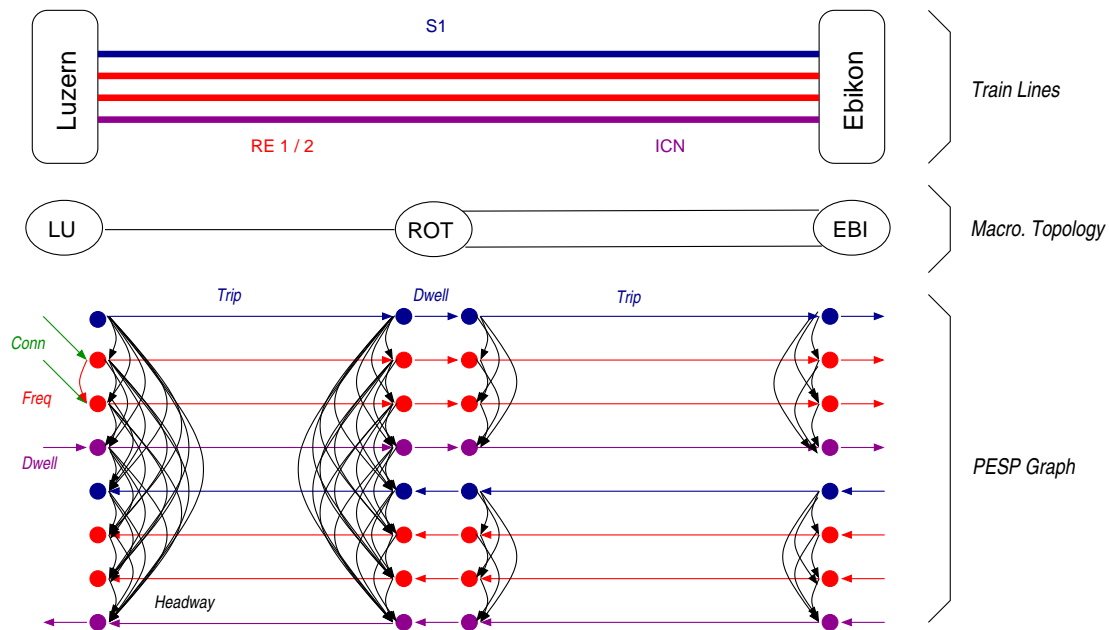 S1
Luzern
Ebikon
Train Lines
RE 1 / 2
ICN
LU
ROT
EBI
Macro. Topology
Trip
Dwell
Trip
Conn
Freq
Dwell
PESP Graph
Headway